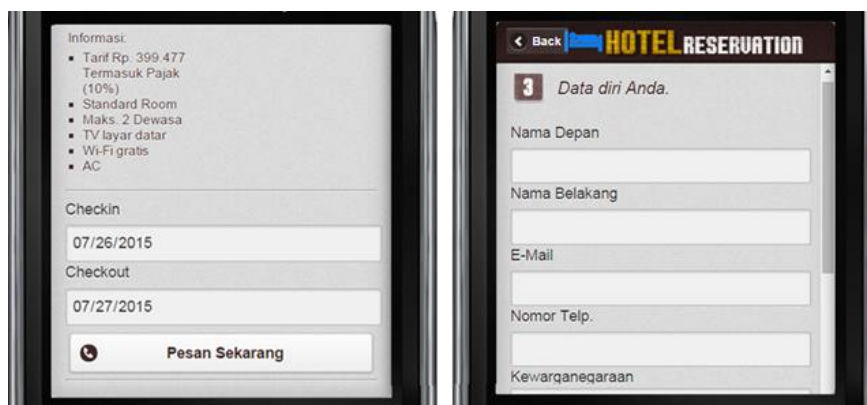 Informasi:
Tarif Rp. 399.477
Termasuk Pajak
(10%)
Standard Room
Maks. 2 Dewasa
TV layar datar
Wi-Fi gratis
AC
Checkin
07/26/2015
Checkout
07/27/2015
Pesan Sekarang
Back
HOTEL RESERVATION
3 Data diri Anda.
Nama Depan
Nama Belakang
E-Mail
Nomor Telp.
Kewarganegaraan